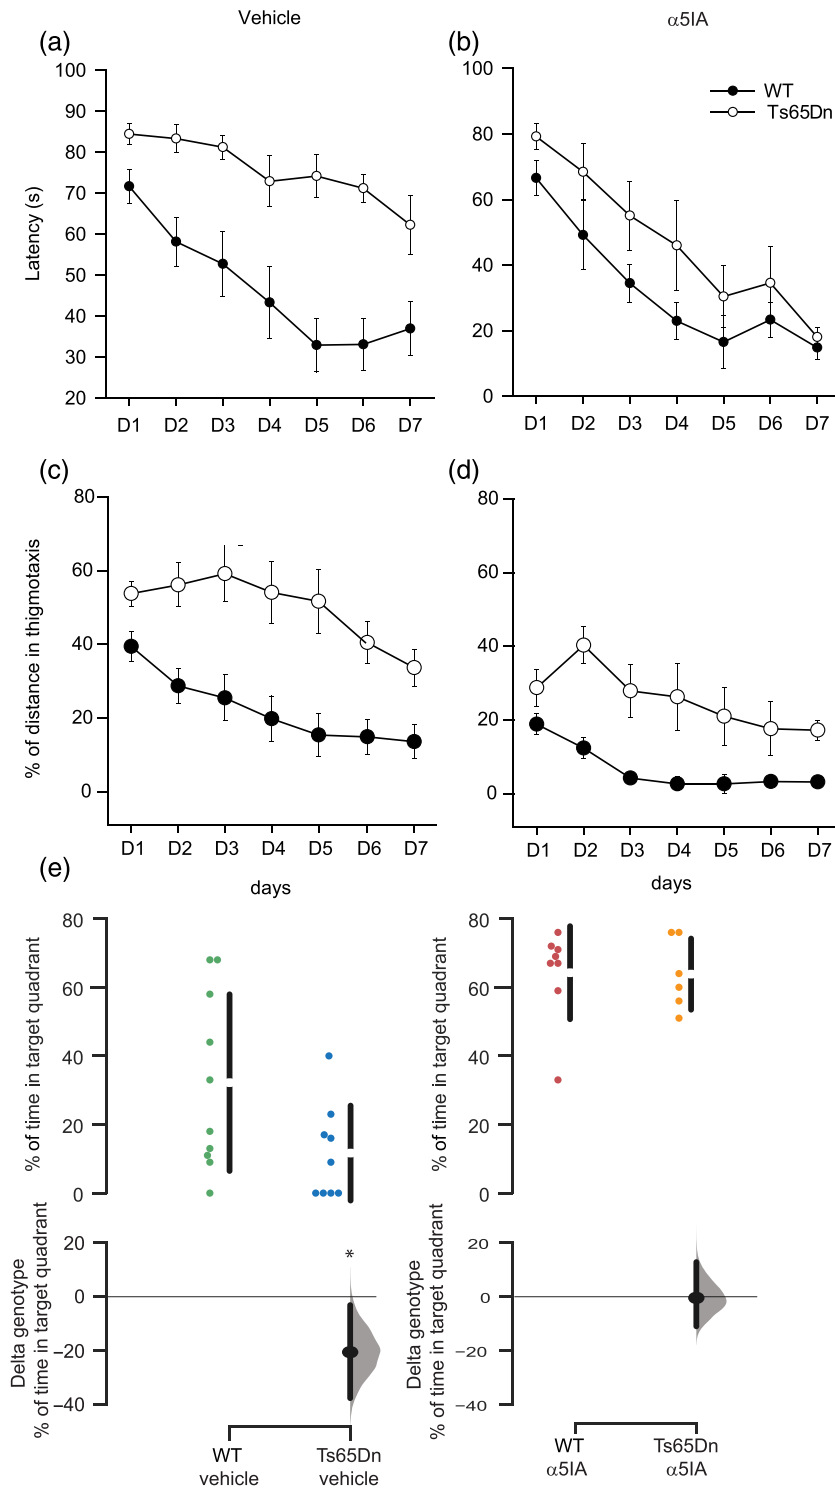 Vehicle
α5IA
(a)
(b)
100
90
80
70
60
50
40
30
20
Latency (s)
D1 D2 D3 D4 D5 D6 D7
100
80
60
40
20
0
WT
Ts65Dn
D1 D2 D3 D4 D5 D6 D7
(c)
(d)
80
60
40
20
0
% of distance in thigmotaxis
D1 D2 D3 D4 D5 D6 D7
days
80
60
40
20
0
D1 D2 D3 D4 D5 D6 D7
days
(e)
80
60
40
20
0
% of time in target quadrant
80
60
40
20
0
% of time in target quadrant
20
0
−20
−40
Delta genotype
% of time in target quadrant
*
WT
vehicle
Ts65Dn
vehicle
20
0
−20
−40
Delta genotype
% of time in target quadrant
WT
α5IA
Ts65Dn
α5IA